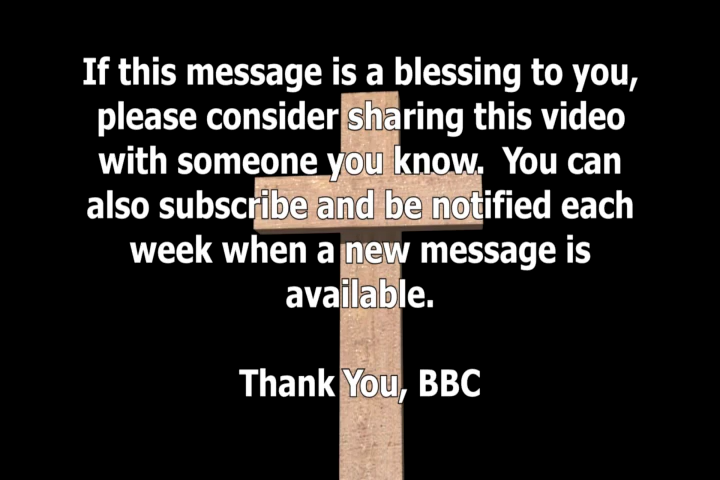 If this message is a blessing to you,
please consider sharing this video
with someone you know.  You can
also subscribe and be notified each
week when a new message is
available.
Thank You, BBC